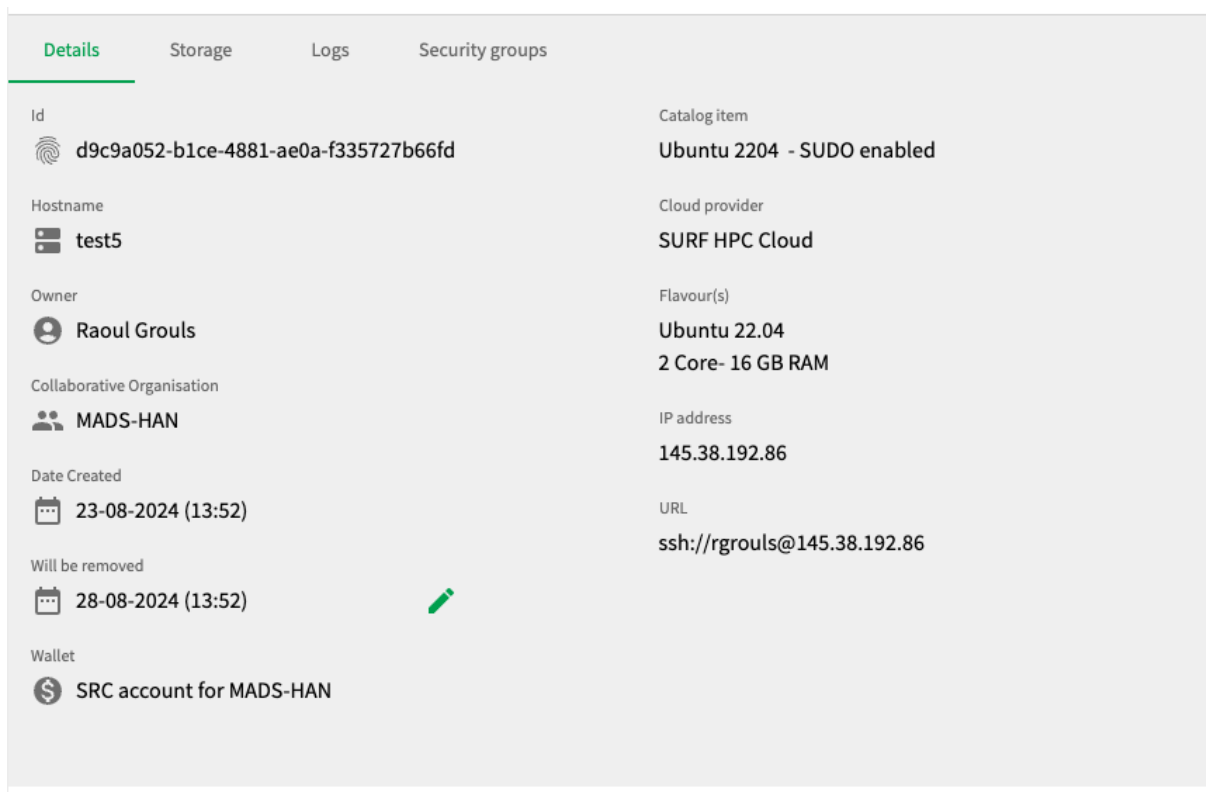 Details Storage Logs Security groups
Id
d9c9a052-b1ce-4881-ae0a-f335727b66fd
Hostname
test5
Owner
Raoul Grouls
Collaborative Organisation
MADS-HAN
Date Created
23-08-2024 (13:52)
Will be removed
28-08-2024 (13:52)
Wallet
SRC account for MADS-HAN
Catalog item
Ubuntu 2204 - SUDO enabled
Cloud provider
SURF HPC Cloud
Flavour(s)
Ubuntu 22.04
2 Core- 16 GB RAM
IP address
145.38.192.86
URL
ssh://rgrouls@145.38.192.86